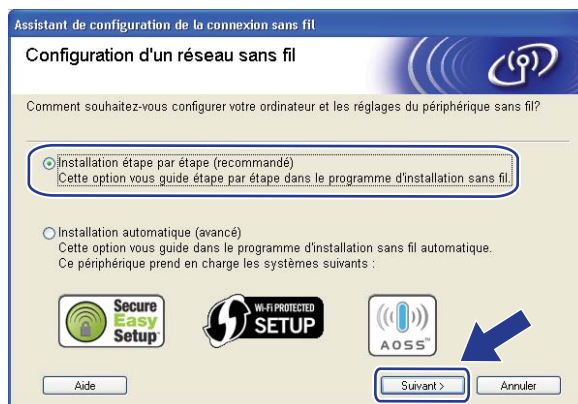 Assistant de configuration de la connexion sans fil
Configuration d'un réseau sans fil
Comment souhaitez-vous configurer votre ordinateur et les réglages du périphérique sans fil?
Installation étape par étape (recommandé)
Cette option vous guide étape par étape dans le programme d'installation sans fil.
Installation automatique (avancé)
Cette option vous guide dans le programme d'installation sans fil automatique.
Ce périphérique prend en charge les systèmes suivants :
Secure
Easy
Setup
Wi-Fi PROTECTED
SETUP
AOSS™
Aide
Suivant >
Annuler